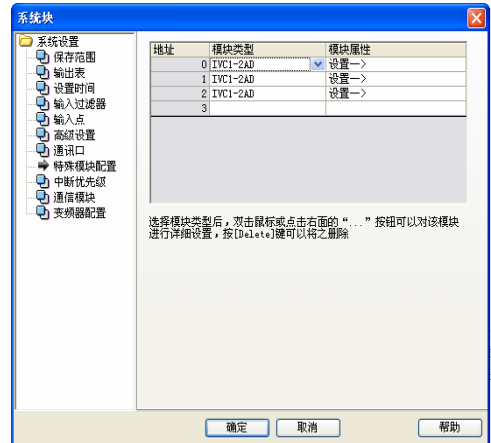 系统块
系统设置
保存范围
输出表
设置时间
输入过滤器
输入点
高级设置
通讯口
特殊模块配置
中断优先级
通信模块
变频器配置
地址 模块类型 模块属性
0 IVC1-2AD 设置—>
1 IVC1-2AD 设置—>
2 IVC1-2AD 设置—>
3
选择模块类型后，双击鼠标或点击右面的“...”按钮可以对该模块
进行详细设置，按[Delete]键可以将之删除
确定 取消 帮助